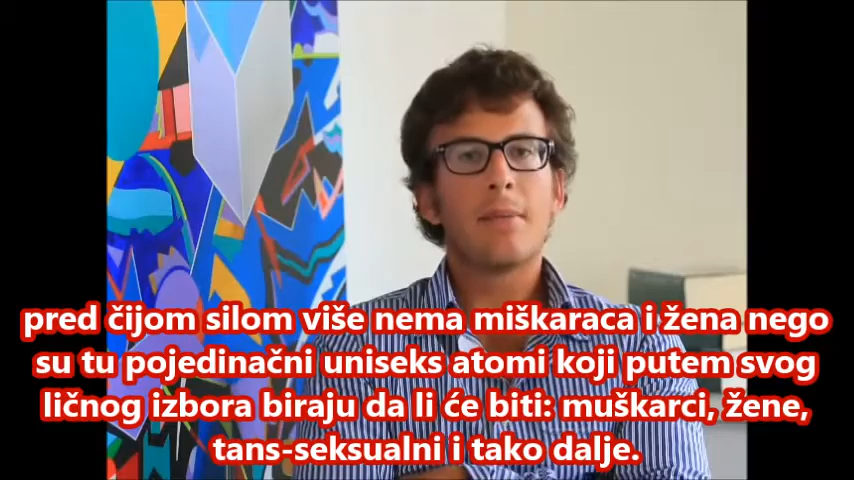 pred čijom silom više nema miškaraca i žena nego
su tu pojedinačni uniseks atomi koji putem svog
ličnog izbora biraju da li će biti: muškarci, žene,
tans-seksualni i tako dalje.